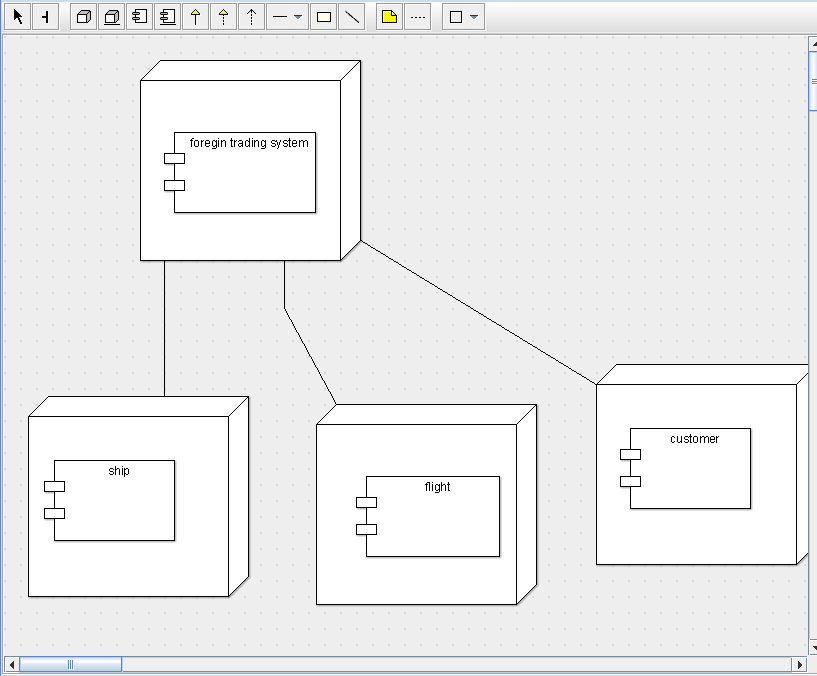 foregin trading system
ship
flight
customer